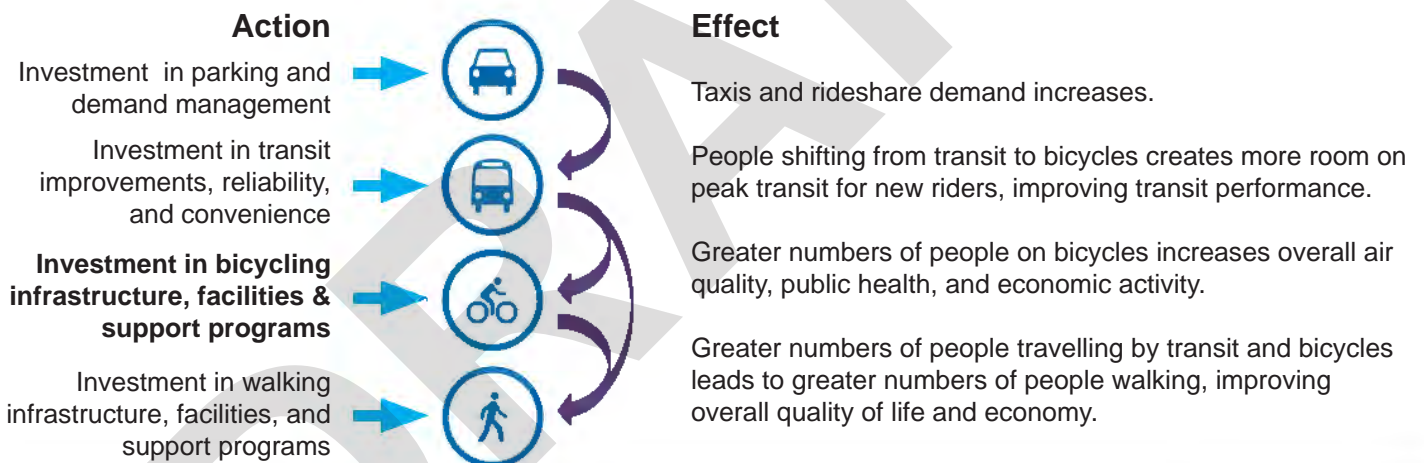 Action
Investment in parking and
demand management
Investment in transit
improvements, reliability,
and convenience
Investment in bicycling
infrastructure, facilities &
support programs
Investment in walking
infrastructure, facilities, and
support programs
Effect
Taxis and rideshare demand increases.
People shifting from transit to bicycles creates more room on
peak transit for new riders, improving transit performance.
Greater numbers of people on bicycles increases overall air
quality, public health, and economic activity.
Greater numbers of people travelling by transit and bicycles
leads to greater numbers of people walking, improving
overall quality of life and economy.